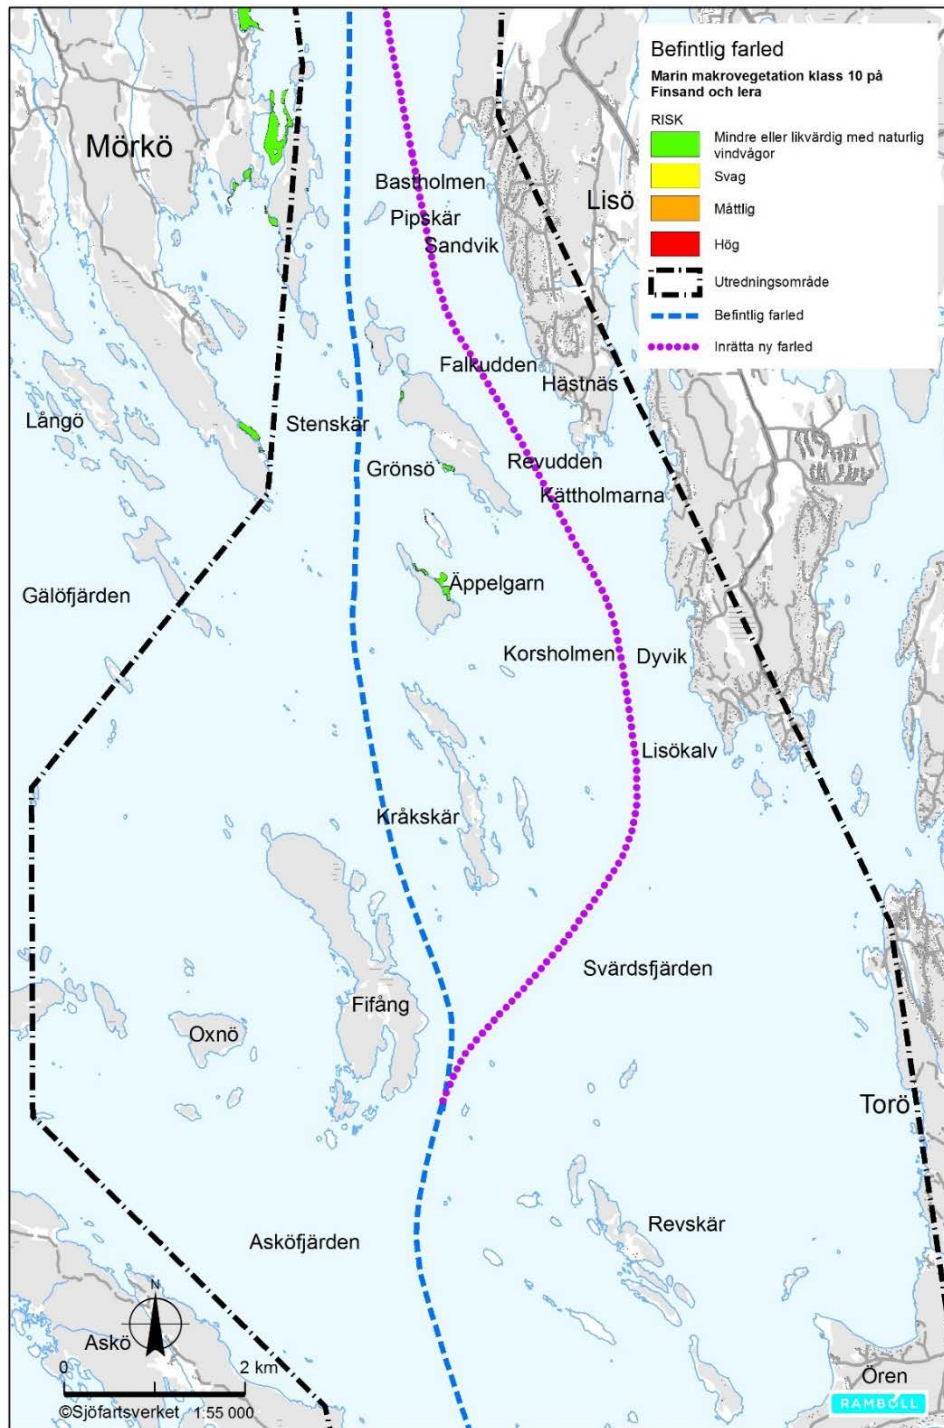 Befintlig farled
Marin makrovegetation klass 10 på
Finsand och lera
RISK
Mindre eller likvärdig med naturlig
vindvågor
Svag
Måttlig
Hög
Utredningsområde
Befintlig farled
Inrätta ny farled
Mörkö
Bastholmen
Lisö
Pipskär
Sandvik
Falkudden
Hästnäs
Långö
Stenskär
Grönsö
Revudden
Kättholmarna
Gälöfjärden
Äppelgarn
Korsholmen
Dyvik
Lisökalv
Kråkskär
Svärdsfjärden
Fifång
Oxnö
Torö
Revskär
Asköfjärden
N
Askö
0
2 km
©Sjöfartsverket 1:55 000
Ören
RAMBOLL